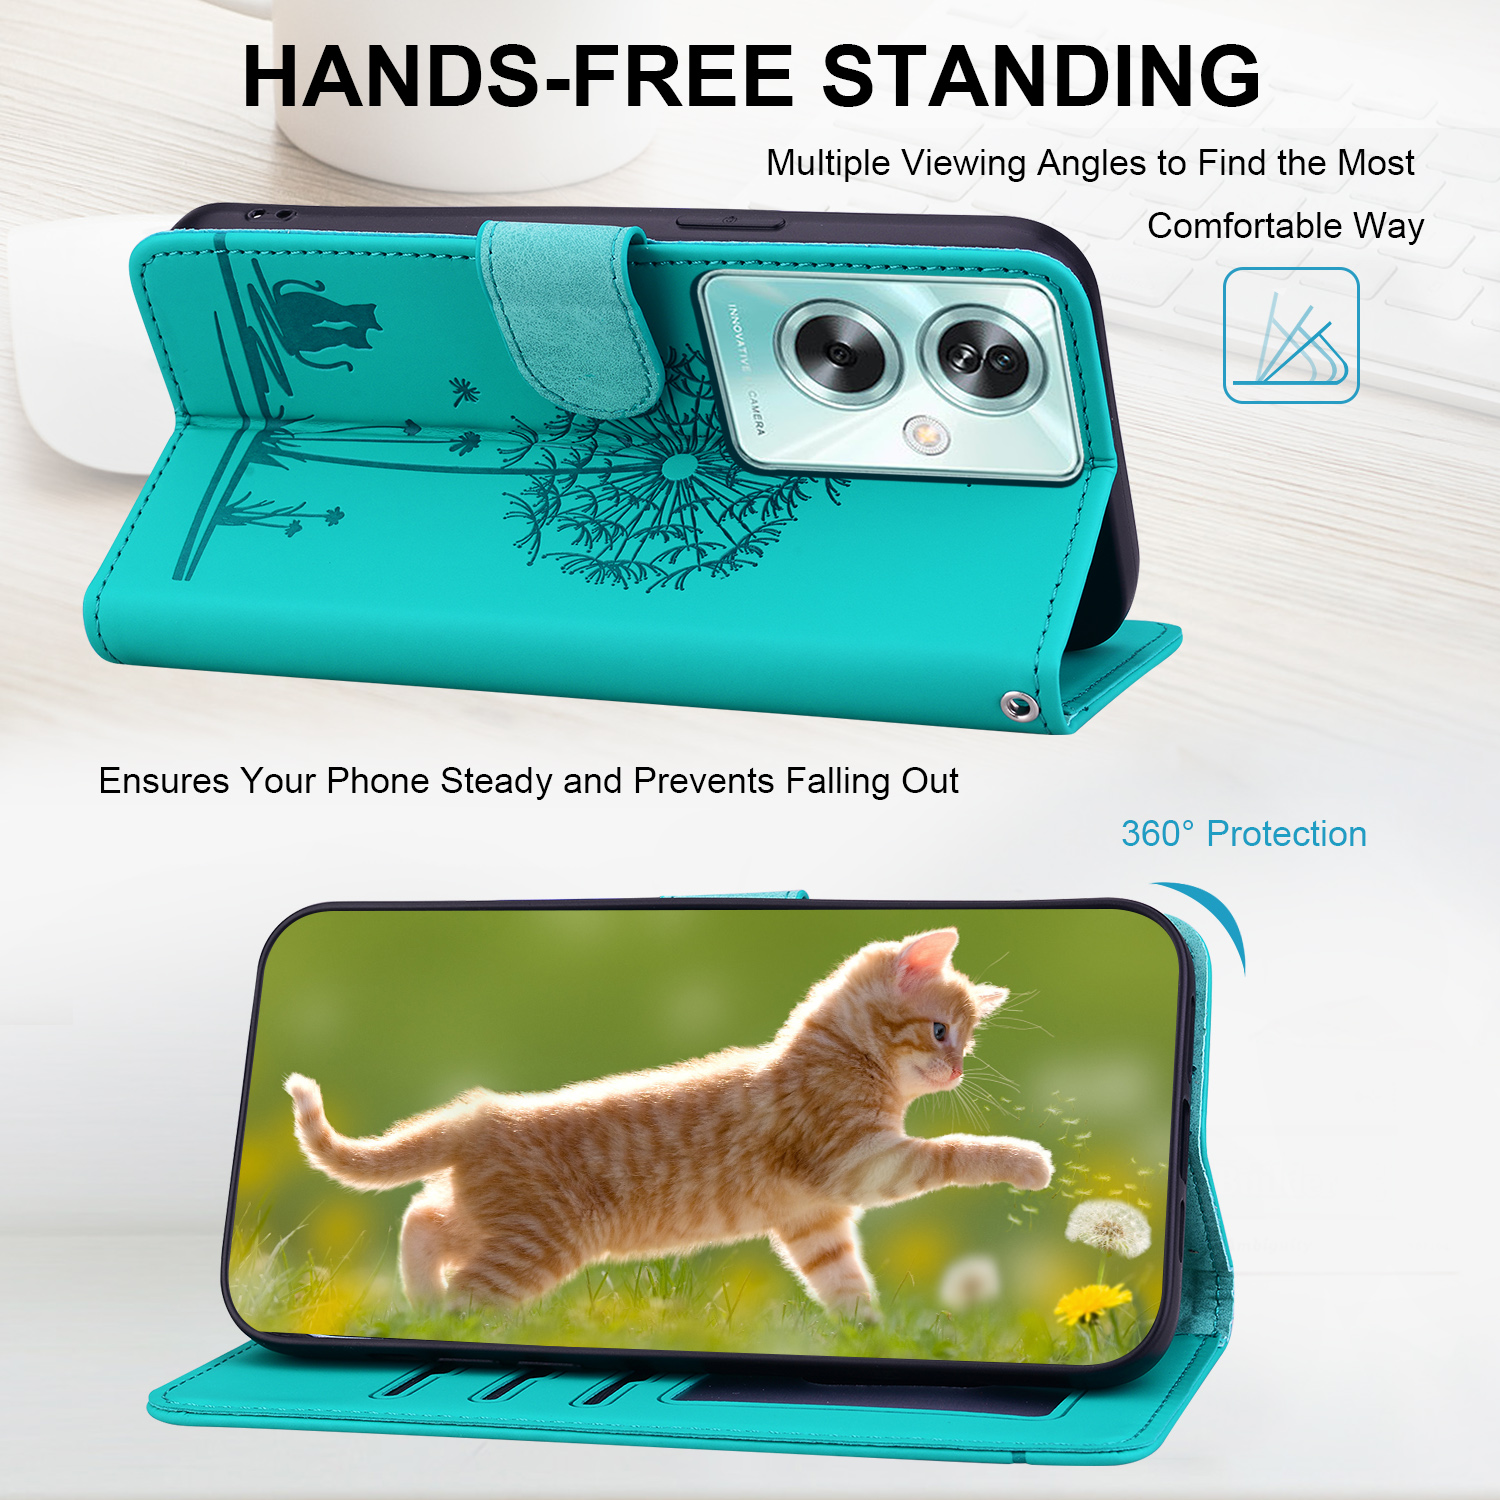 HANDS-FREE STANDING
Multiple Viewing Angles to Find the Most
Comfortable Way
INNOVATIVE
CAMERA
Ensures Your Phone Steady and Prevents Falling Out
360° Protection